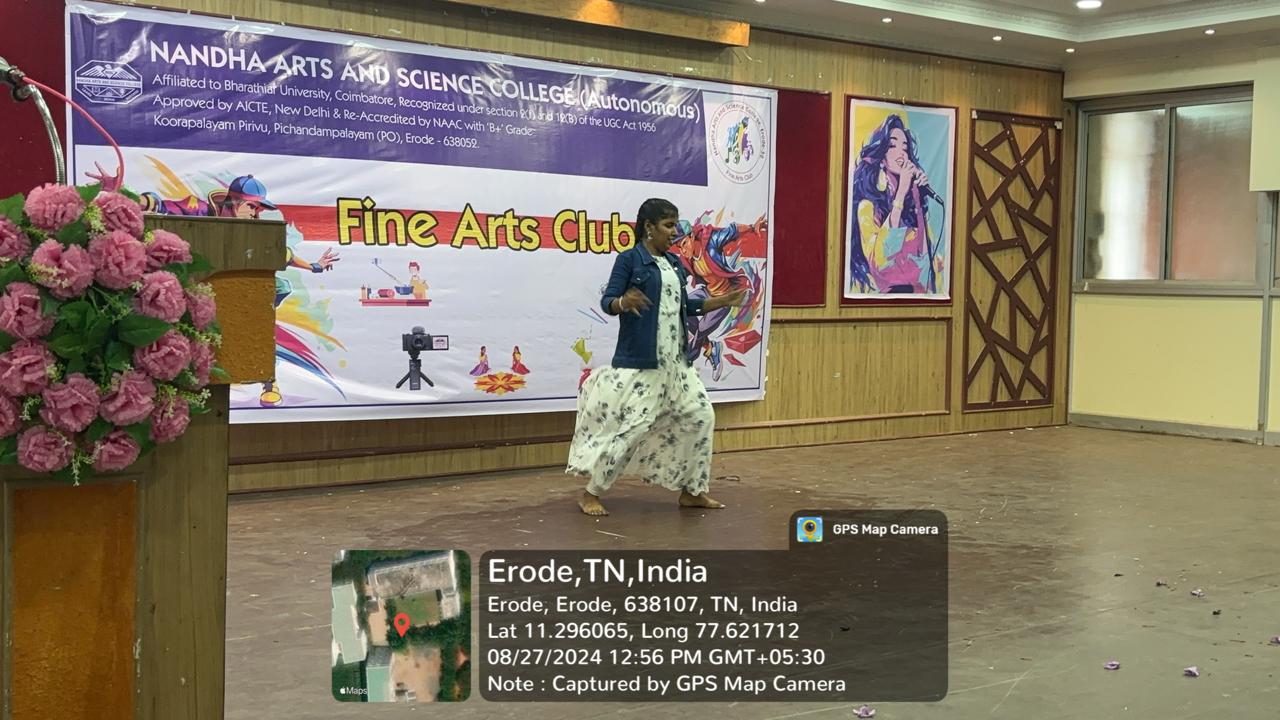 NANDHA ARTS AND SCIENCE COLLEGE (Autonomous)
Affiliated to Bharathiar University, Coimbatore, Recognized under section 2(f) and 12(B) of the UGC Act 1956
Approved by AICTE, New Delhi & Re-Accredited by NAAC with 'B+' Grade
Koorapalayam Pirivu, Pichandampalayam (PO), Erode - 638052.
Fine Arts Club
Fine Arts Club
GPS Map Camera
Erode,TN,India
Erode, Erode, 638107, TN, India
Lat 11.296065, Long 77.621712
08/27/2024 12:56 PM GMT+05:30
Note : Captured by GPS Map Camera
Maps